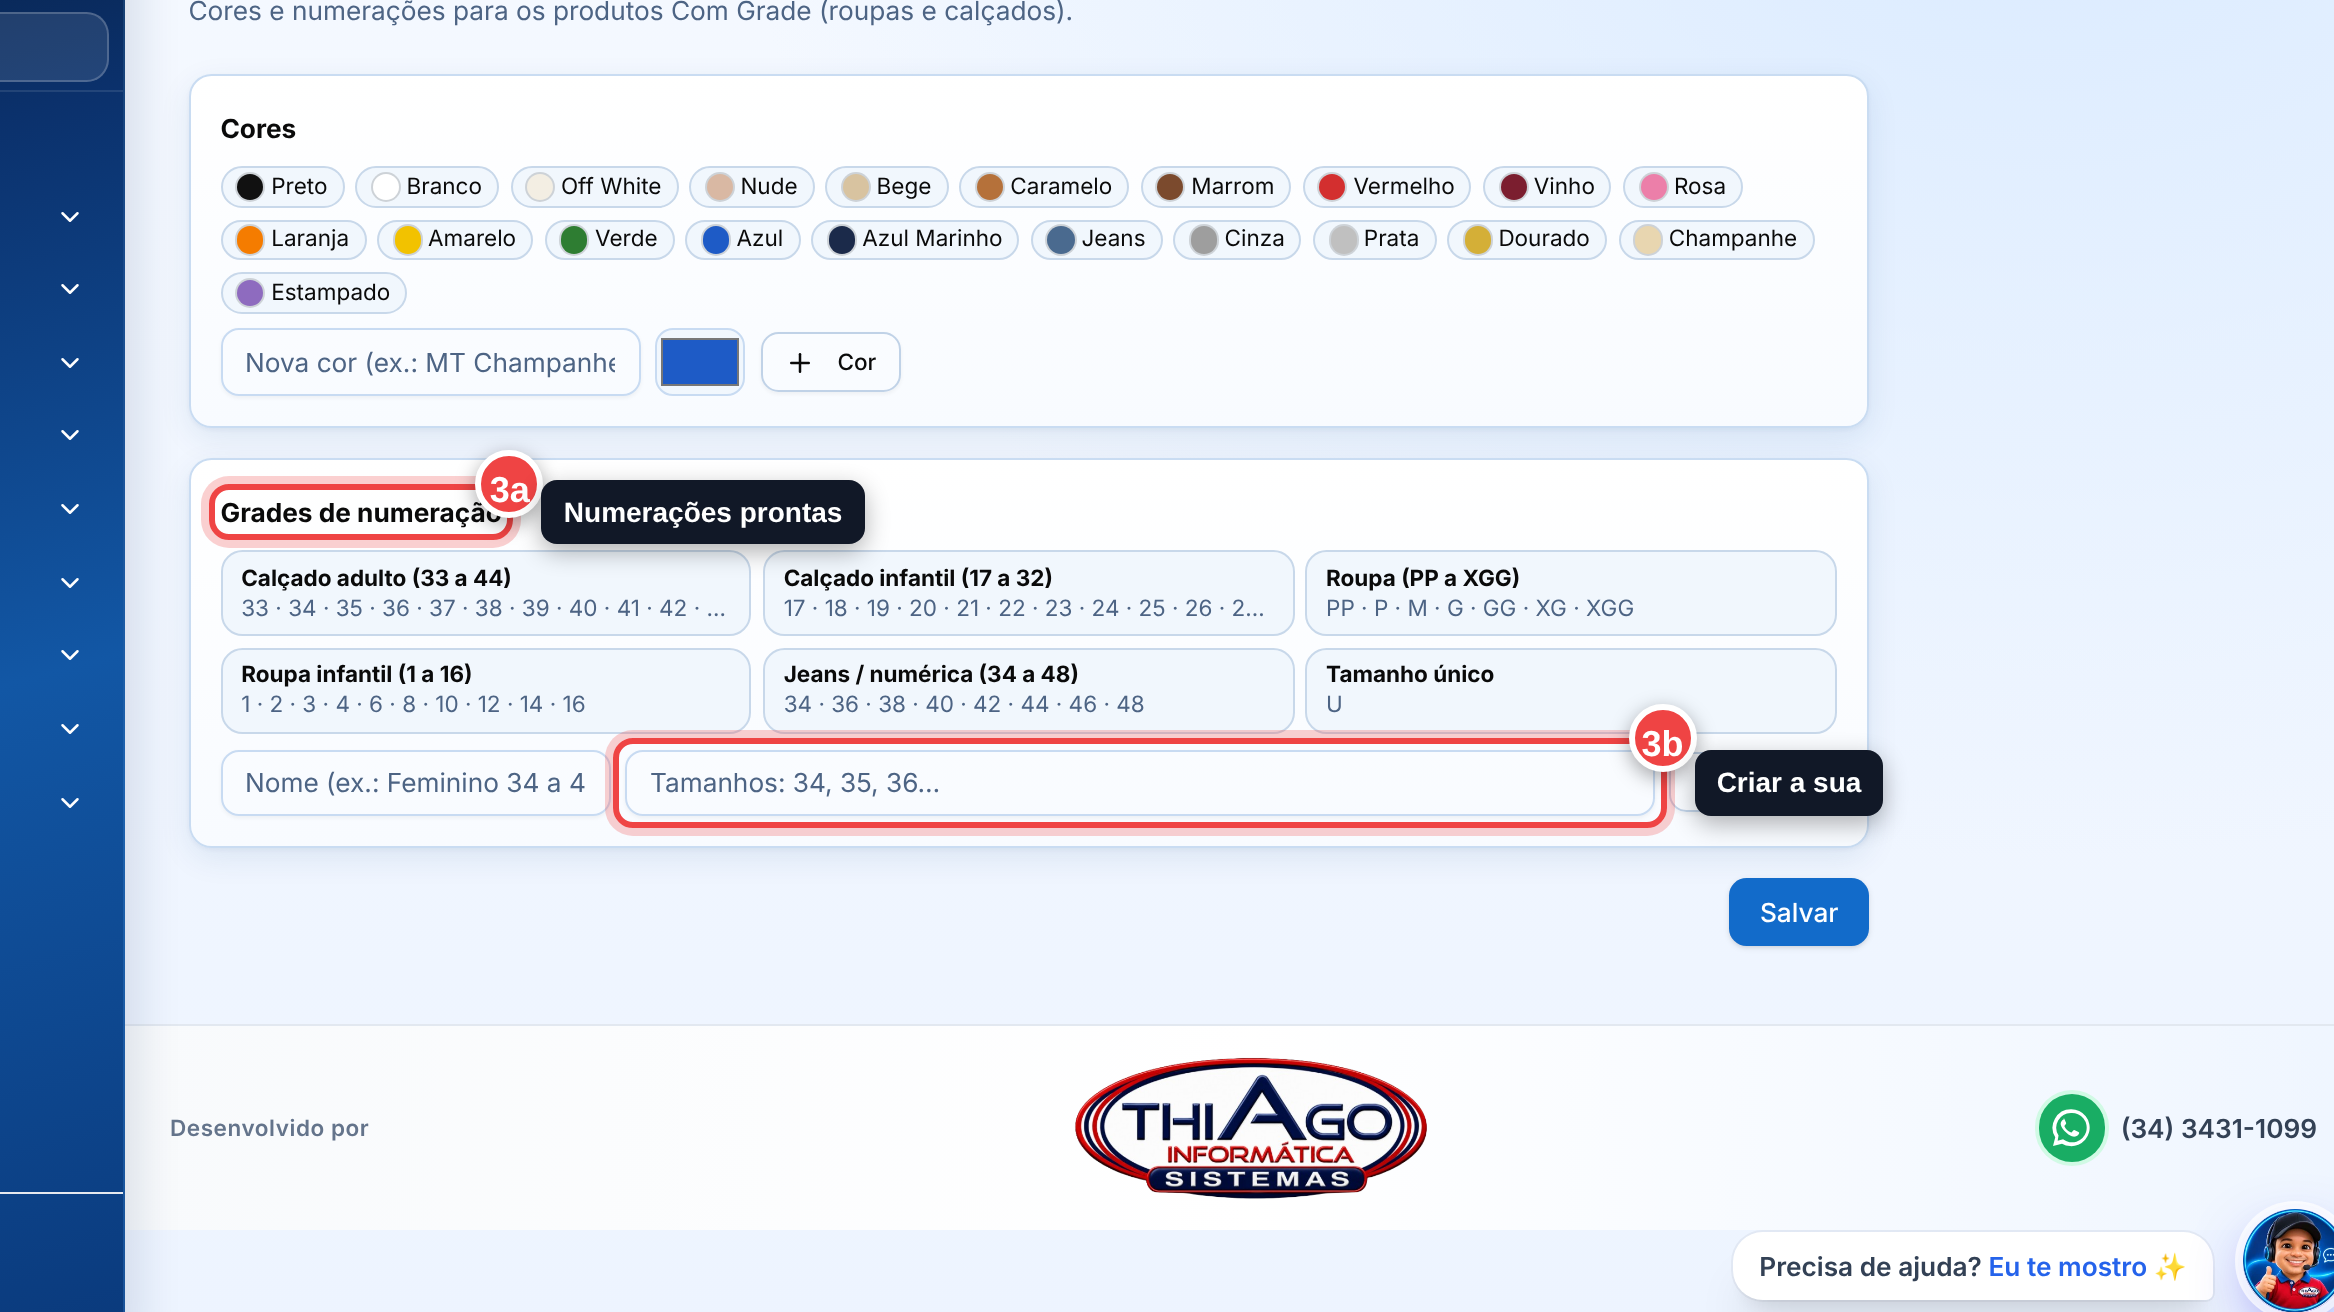 Cores e numerações para os produtos Com Grade (roupas e calçados).
Cores
Preto Branco Off White Nude Bege Caramelo Marrom Vermelho Vinho Rosa
Laranja Amarelo Verde Azul Azul Marinho Jeans Cinza Prata Dourado Champanhe
Estampado
Nova cor (ex.: MT Champanhe + Cor
Grades de numeração 3a Numerações prontas
Calçado adulto (33 a 44)
33 · 34 · 35 · 36 · 37 · 38 · 39 · 40 · 41 · 42 · ...
Calçado infantil (17 a 32)
17 · 18 · 19 · 20 · 21 · 22 · 23 · 24 · 25 · 26 · 2...
Roupa (PP a XGG)
PP · P · M · G · GG · XG · XGG
Roupa infantil (1 a 16)
1 · 2 · 3 · 4 · 6 · 8 · 10 · 12 · 14 · 16
Jeans / numérica (34 a 48)
34 · 36 · 38 · 40 · 42 · 44 · 46 · 48
Tamanho único
U
Nome (ex.: Feminino 34 a 4
Tamanhos: 34, 35, 36...
3b Criar a sua
Salvar
Desenvolvido por
THIAGO
INFORMÁTICA
SISTEMAS
(34) 3431-1099
Precisa de ajuda? Eu te mostro ✨